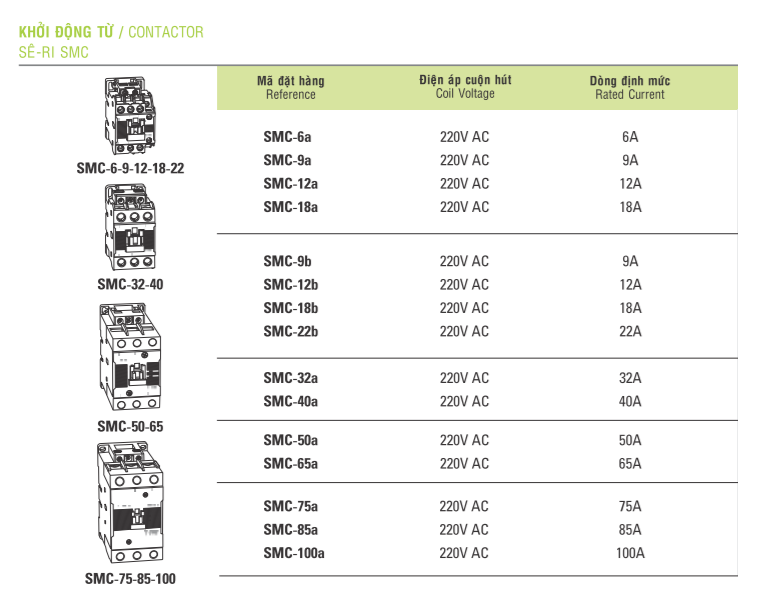 KHỞI ĐỘNG TỪ / CONTACTOR
SÊ-RI SMC
Mã đặt hàng Điện áp cuộn hút Dòng định mức
Reference Coil Voltage Rated Current
SMC-6a 220V AC 6A
SMC-9a 220V AC 9A
SMC-12a 220V AC 12A
SMC-18a 220V AC 18A
SMC-6-9-12-18-22
SMC-9b 220V AC 9A
SMC-12b 220V AC 12A
SMC-18b 220V AC 18A
SMC-22b 220V AC 22A
SMC-32-40
SMC-32a 220V AC 32A
SMC-40a 220V AC 40A
SMC-50-65
SMC-50a 220V AC 50A
SMC-65a 220V AC 65A
SMC-75a 220V AC 75A
SMC-85a 220V AC 85A
SMC-100a 220V AC 100A
SMC-75-85-100